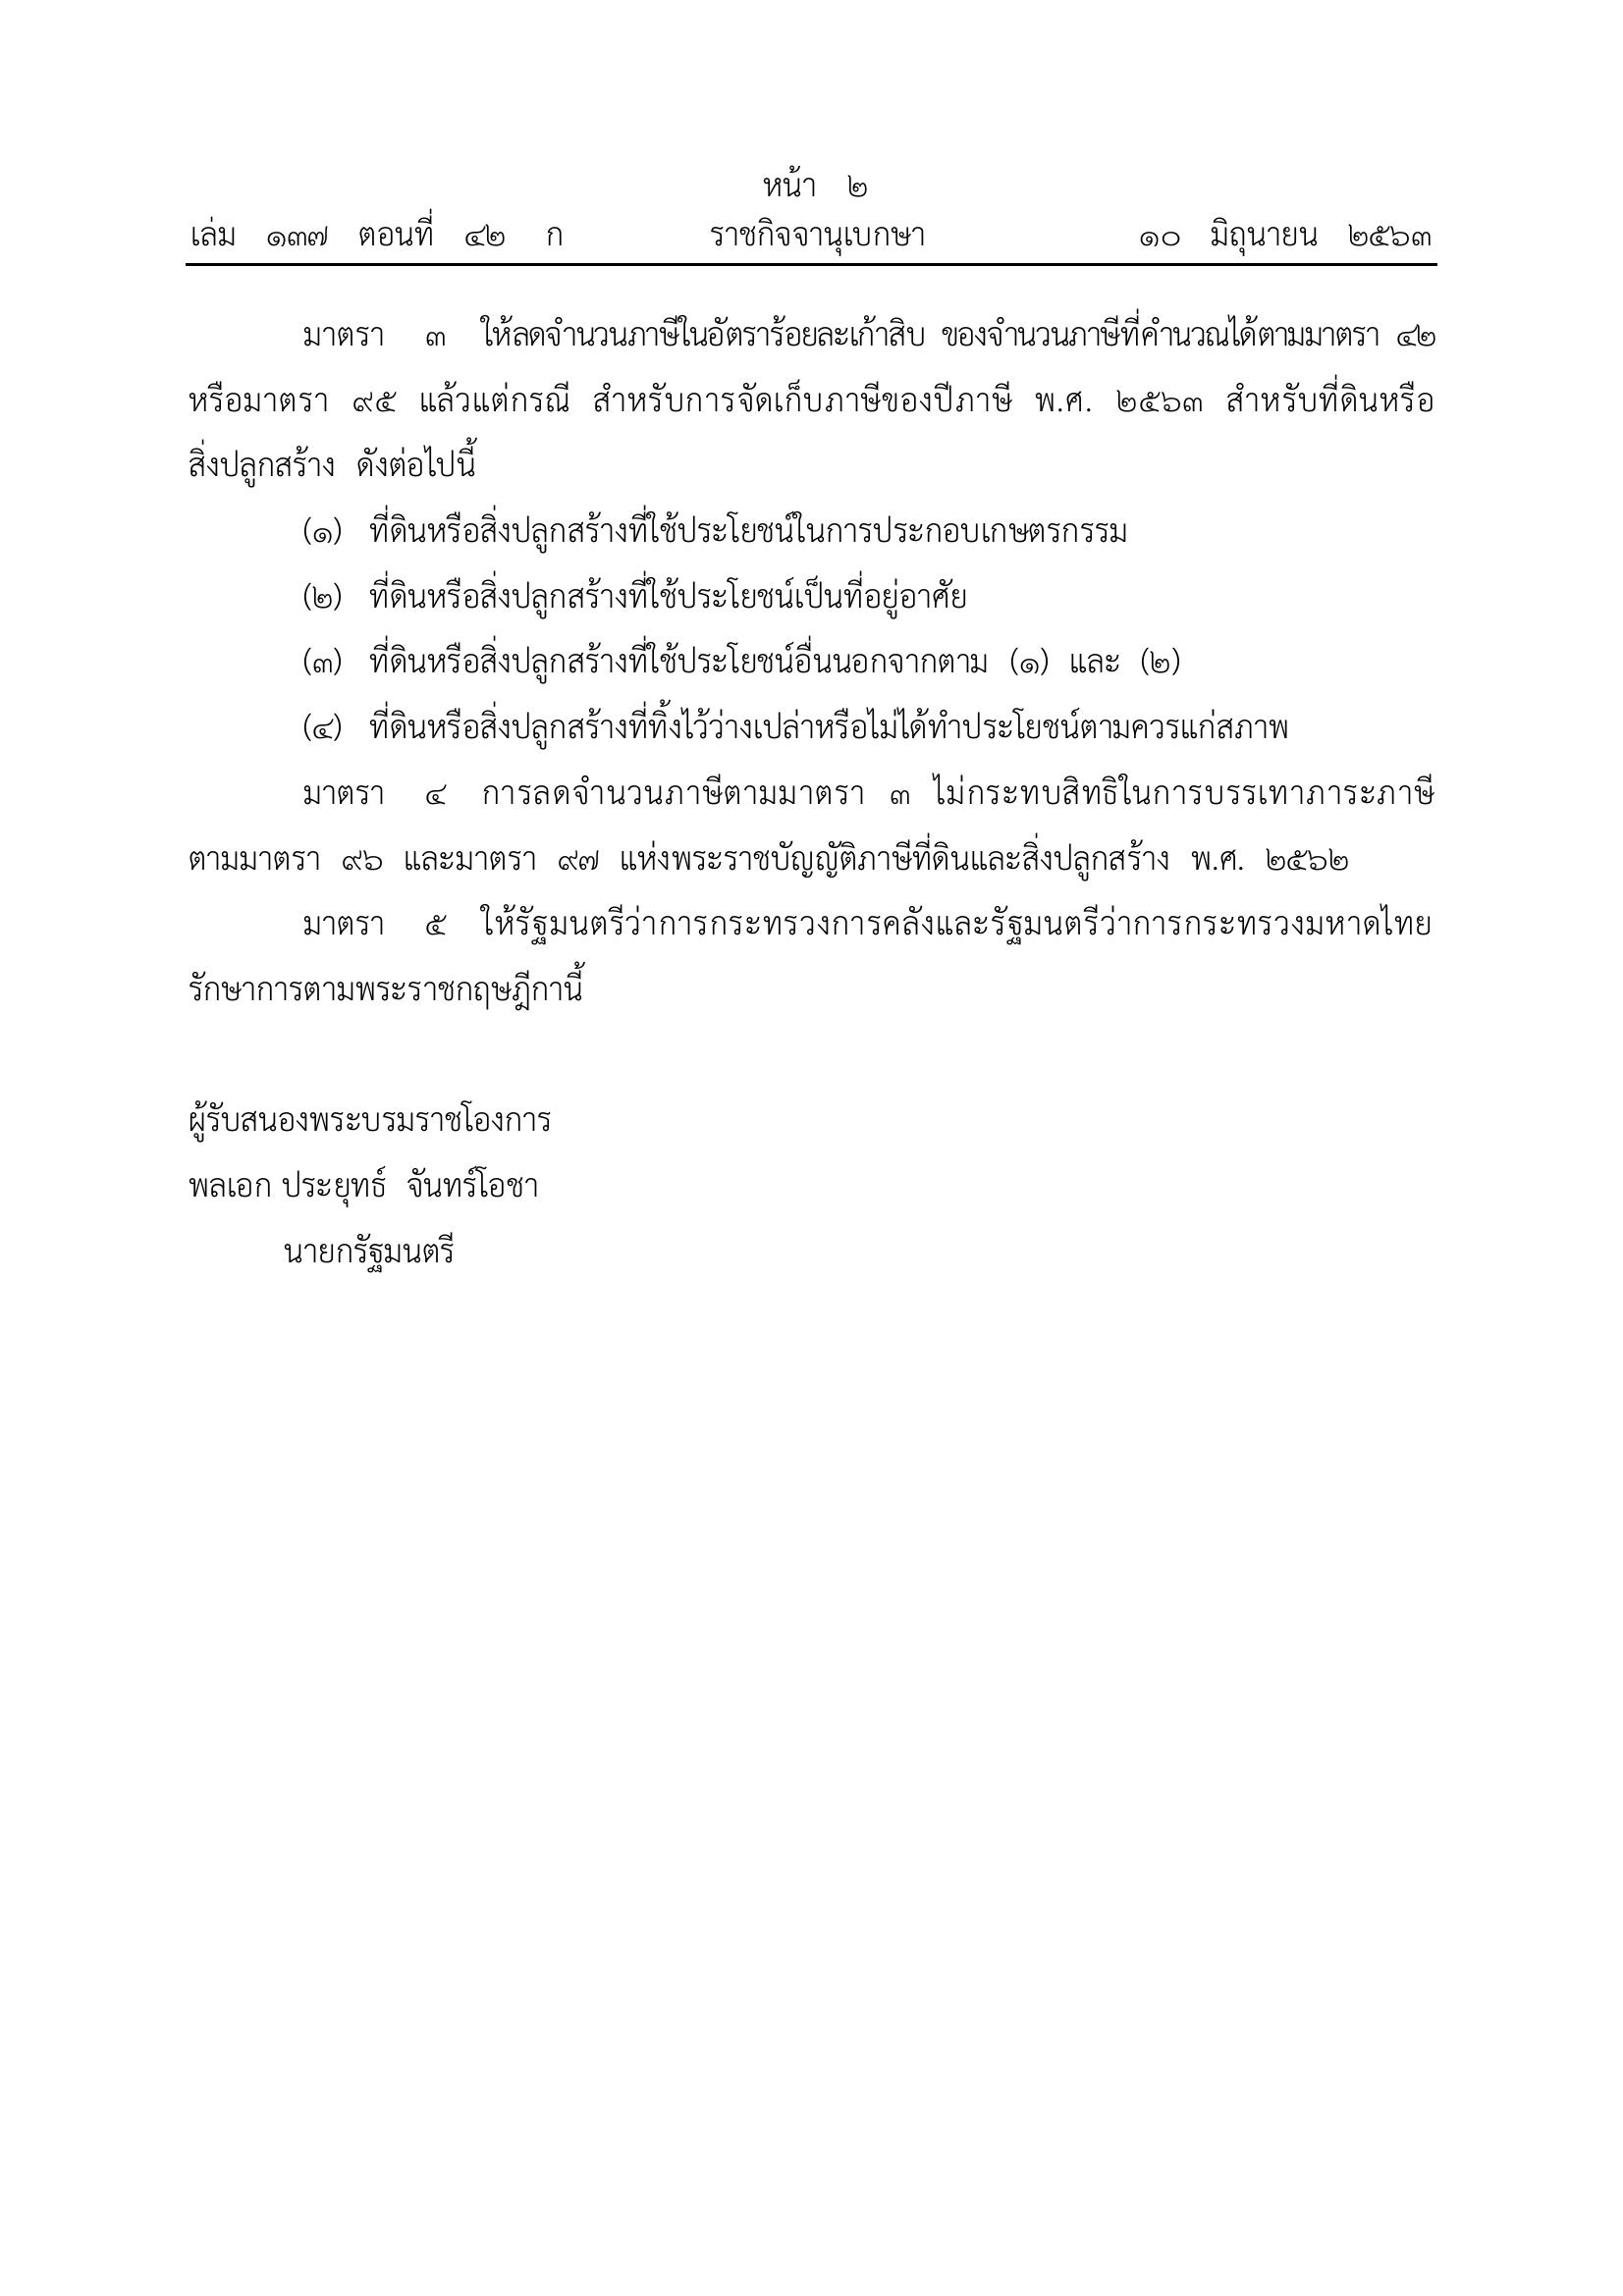 หน้า ๒
เล่ม ๑๓๗ ตอนที่ ๔๒ ก ราชกิจจานุเบกษา ๑๐ มิถุนายน ๒๕๖๓
มาตรา ๓ ให้ลดจำนวนภาษีในอัตราร้อยละเก้าสิบ ของจำนวนภาษีที่คำนวณได้ตามมาตรา ๔๒
หรือมาตรา ๙๕ แล้วแต่กรณี สำหรับการจัดเก็บภาษีของปีภาษี พ.ศ. ๒๕๖๓ สำหรับที่ดินหรือ
สิ่งปลูกสร้าง ดังต่อไปนี้
(๑) ที่ดินหรือสิ่งปลูกสร้างที่ใช้ประโยชน์ในการประกอบเกษตรกรรม
(๒) ที่ดินหรือสิ่งปลูกสร้างที่ใช้ประโยชน์เป็นที่อยู่อาศัย
(๓) ที่ดินหรือสิ่งปลูกสร้างที่ใช้ประโยชน์อื่นนอกจากตาม (๑) และ (๒)
(๔) ที่ดินหรือสิ่งปลูกสร้างที่ทิ้งไว้ว่างเปล่าหรือไม่ได้ทำประโยชน์ตามควรแก่สภาพ
มาตรา ๔ การลดจำนวนภาษีตามมาตรา ๓ ไม่กระทบสิทธิในการบรรเทาภาระภาษี
ตามมาตรา ๙๖ และมาตรา ๙๗ แห่งพระราชบัญญัติภาษีที่ดินและสิ่งปลูกสร้าง พ.ศ. ๒๕๖๒
มาตรา ๕ ให้รัฐมนตรีว่าการกระทรวงการคลังและรัฐมนตรีว่าการกระทรวงมหาดไทย
รักษาการตามพระราชกฤษฎีกานี้
ผู้รับสนองพระบรมราชโองการ
พลเอก ประยุทธ์ จันทร์โอชา
นายกรัฐมนตรี